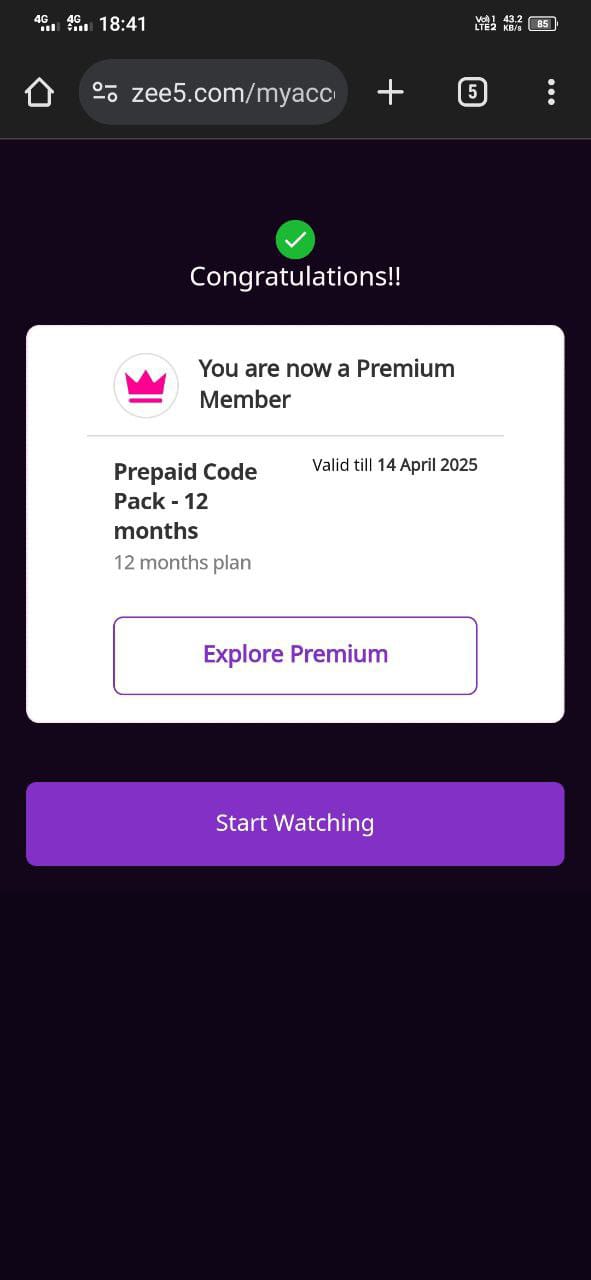 4G 4G 18:41 Vo) 1 LTE2 43.2 KB/s 85
zee5.com/myacc
5
Congratulations!!
You are now a Premium
Member
Prepaid Code Valid till 14 April 2025
Pack - 12
months
12 months plan
Explore Premium
Start Watching